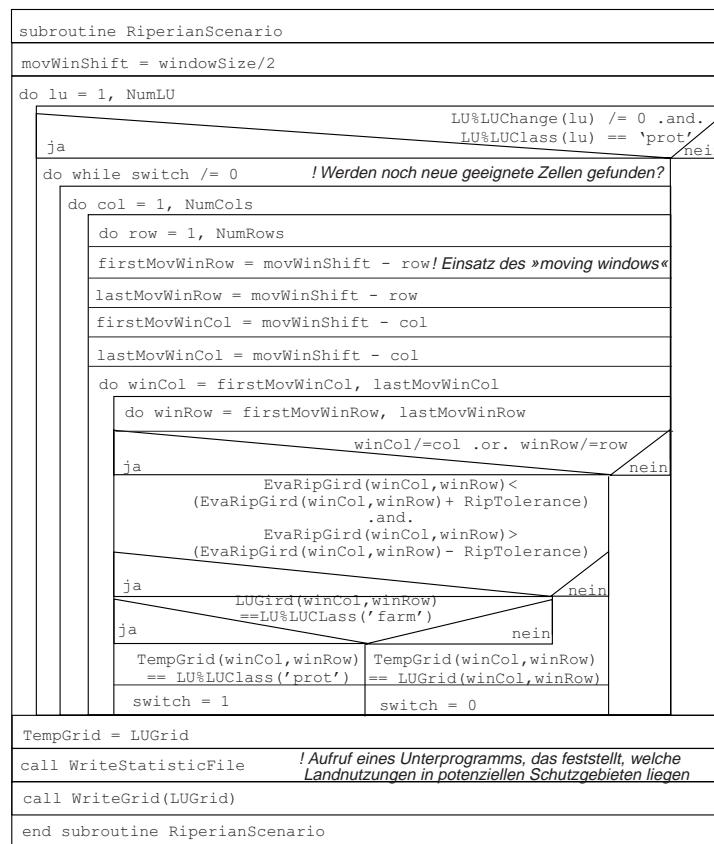 subroutine RiperianScenario
movWinShift = windowSize/2
do lu = 1, NumLU
LU%LUChange(lu) /= 0 .and.
LU%LUClass(lu) == ‘prot’
ja
nein
do while switch /= 0 ! Werden noch neue geeignete Zellen gefunden?
do col = 1, NumCols
do row = 1, NumRows
firstMovWinRow = movWinShift - row! Einsatz des »moving windows«
lastMovWinRow = movWinShift - row
firstMovWinCol = movWinShift - col
lastMovWinCol = movWinShift - col
do winCol = firstMovWinCol, lastMovWinCol
do winRow = firstMovWinRow, lastMovWinRow
winCol/=col .or. winRow/=row
ja
nein
EvaRipGird(winCol,winRow)<
(EvaRipGird(winCol,winRow)+ RipTolerance)
.and.
EvaRipGird(winCol,winRow)>
(EvaRipGird(winCol,winRow)- RipTolerance)
ja
nein
LUGird(winCol,winRow)
==LU%LUCLass(’farm’)
ja
nein
TempGrid(winCol,winRow) TempGrid(winCol,winRow)
== LU%LUClass(’prot’) == LUGrid(winCol,winRow)
switch = 1 switch = 0
TempGrid = LUGrid
call WriteStatisticFile ! Aufruf eines Unterprogramms, das feststellt, welche
Landnutzungen in potenziellen Schutzgebieten liegen
call WriteGrid(LUGrid)
end subroutine RiperianScenario